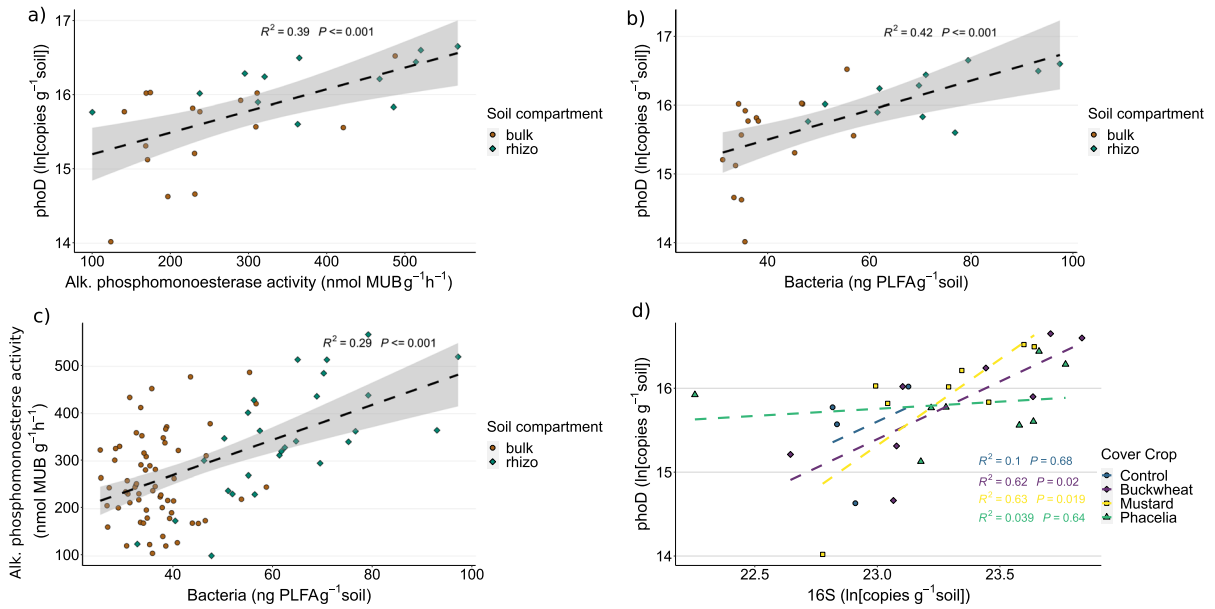 a)
R² = 0.39 P <= 0.001
17
16
15
14
phoD (ln[copies g⁻¹soil])
100
200
300
400
500
Alk. phosphomonoesterase activity (nmol MUB g⁻¹h⁻¹)
Soil compartment
bulk
rhizo
b)
R² = 0.42 P <= 0.001
17
16
15
14
phoD (ln[copies g⁻¹soil])
40
60
80
100
Bacteria (ng PLFA g⁻¹soil)
Soil compartment
bulk
rhizo
c)
R² = 0.29 P <= 0.001
500
400
300
200
100
Alk. phosphomonoesterse activity
(nmol MUB g⁻¹h⁻¹)
40
60
80
100
Bacteria (ng PLFA g⁻¹soil)
Soil compartment
bulk
rhizo
d)
16
15
14
phoD (ln[copies g⁻¹soil])
R² = 0.1 P = 0.68
R² = 0.62 P = 0.02
R² = 0.63 P = 0.019
R² = 0.039 P = 0.64
22.5
23.0
23.5
16S (ln[copies g⁻¹soil])
Cover Crop
Control
Buckwheat
Mustard
Phacelia